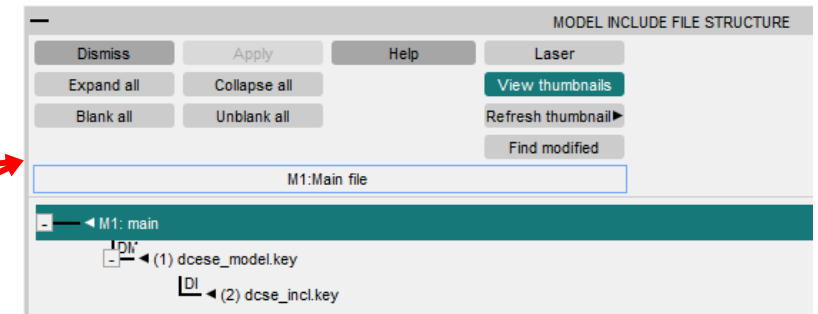 MODEL INCLUDE FILE STRUCTURE
Dismiss Apply Help Laser
Expand all Collapse all View thumbnails
Blank all Unblank all Refresh thumbnail
Find modified
M1:Main file
M1: main
DM
(1) dcese_model.key
DI
(2) dcse_incl.key